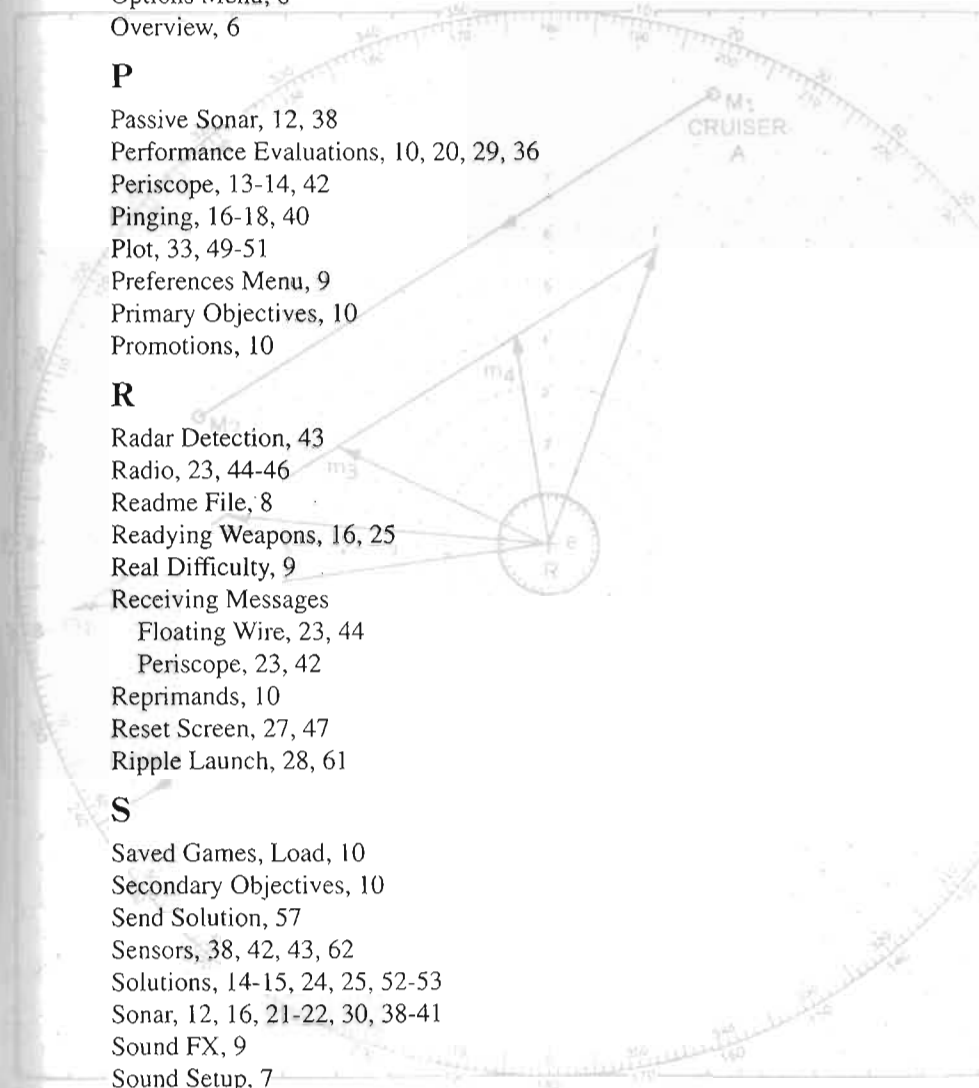 Overview, 6
P
Passive Sonar, 12, 38
Performance Evaluations, 10, 20, 29, 36
Periscope, 13-14, 42
Pinging, 16-18, 40
Plot, 33, 49-51
Preferences Menu, 9
Primary Objectives, 10
Promotions, 10
R
Radar Detection, 43
Radio, 23, 44-46
Readme File, 8
Readying Weapons, 16, 25
Real Difficulty, 9
Receiving Messages
Floating Wire, 23, 44
Periscope, 23, 42
Reprimands, 10
Reset Screen, 27, 47
Ripple Launch, 28, 61
S
Saved Games, Load, 10
Secondary Objectives, 10
Send Solution, 57
Sensors, 38, 42, 43, 62
Solutions, 14-15, 24, 25, 52-53
Sonar, 12, 16, 21-22, 30, 38-41
Sound FX, 9
Sound Setup, 7
M1
CRUISER
A
m4
M2
m3
e
R